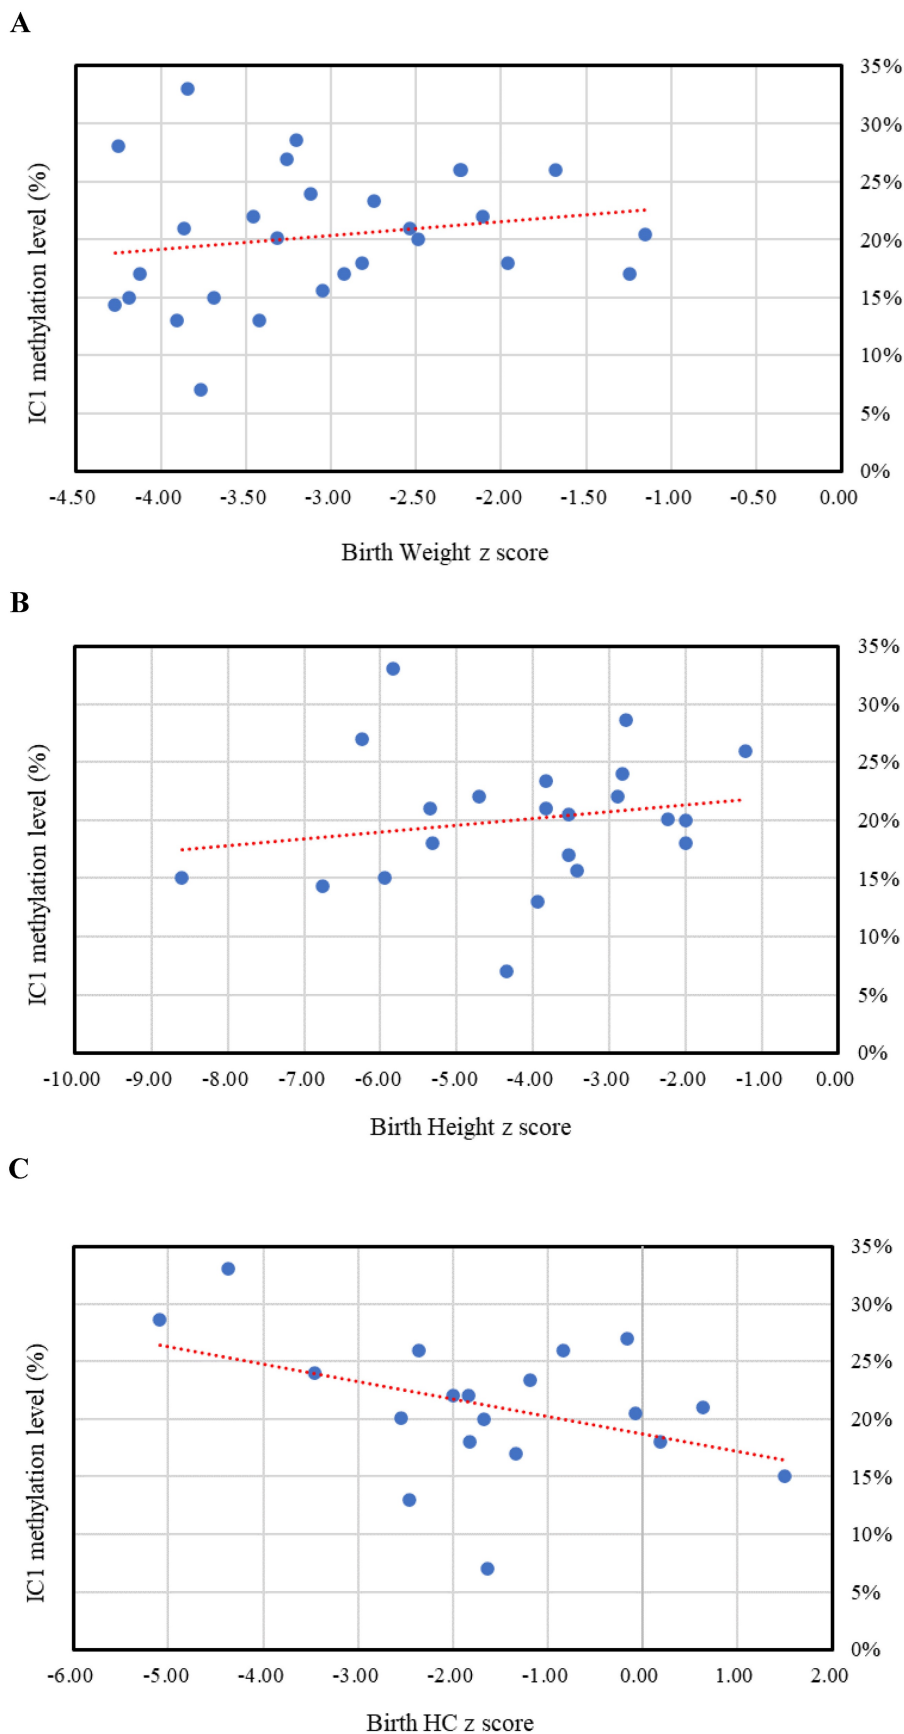 A
35%
30%
25%
20%
15%
10%
5%
0%
IC1 methylation level (%)
-4.50 -4.00 -3.50 -3.00 -2.50 -2.00 -1.50 -1.00 -0.50 0.00
Birth Weight z score
B
35%
30%
25%
20%
15%
10%
5%
0%
IC1 methylation level (%)
-10.00 -9.00 -8.00 -7.00 -6.00 -5.00 -4.00 -3.00 -2.00 -1.00 0.00
Birth Height z score
C
35%
30%
25%
20%
15%
10%
5%
0%
IC1 methylation level (%)
-6.00 -5.00 -4.00 -3.00 -2.00 -1.00 0.00 1.00 2.00
Birth HC z score